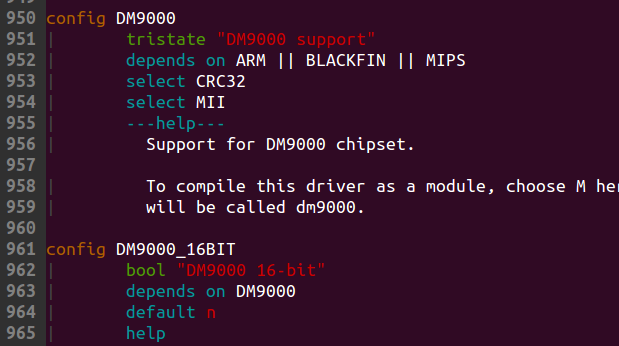 950 config DM9000
951 tristate "DM9000 support"
952 depends on ARM || BLACKFIN || MIPS
953 select CRC32
954 select MII
955 ---help---
956 Support for DM9000 chipset.
957
958 To compile this driver as a module, choose M
959 will be called dm9000.
960
961 config DM9000_16BIT
962 bool "DM9000 16-bit"
963 depends on DM9000
964 default n
965 help